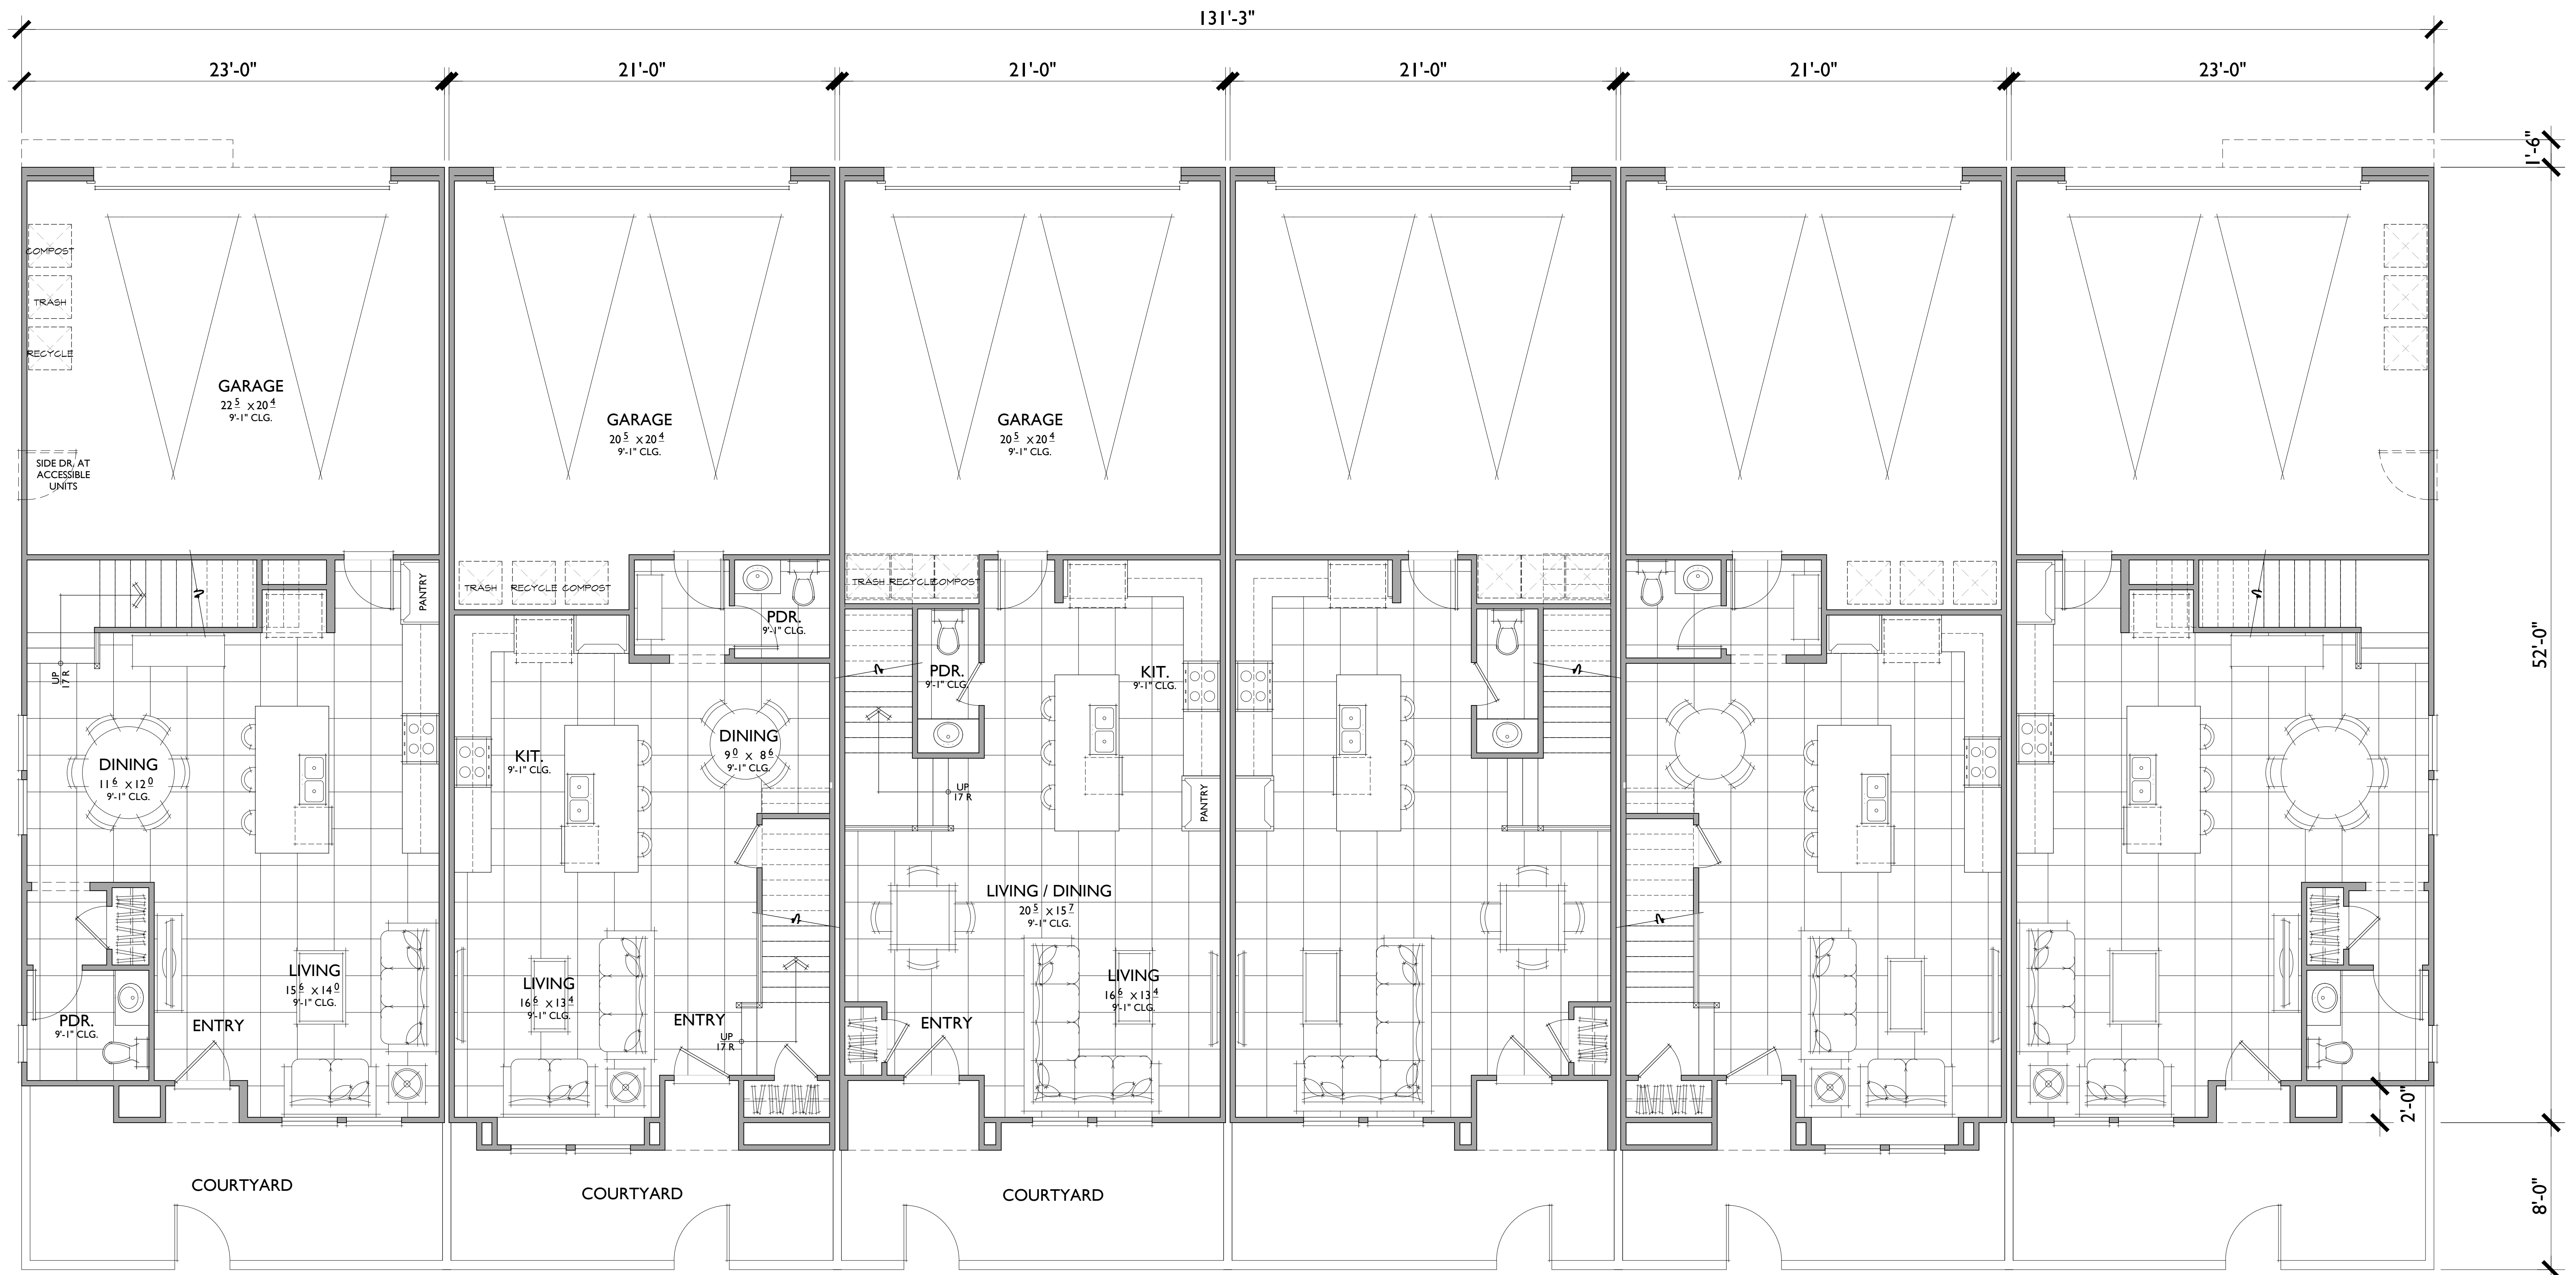 131'-3"
23'-0"
21'-0"
21'-0"
21'-0"
21'-0"
23'-0"
1'-6"
52'-0"
2'-0"
8'-0"
COMPOST
TRASH
RECYCLE
GARAGE
22 5 X 20 4
9'-1" CLG.
SIDE DR. AT
ACCESSIBLE
UNITS
PANTRY
UP
17 R
DINING
11 6 X 12 0
9'-1" CLG.
LIVING
15 6 X 14 0
9'-1" CLG.
PDR.
9'-1" CLG.
ENTRY
COURTYARD
GARAGE
20 5 X 20 4
9'-1" CLG.
TRASH
RECYCLE
COMPOST
PDR.
9'-1" CLG.
KIT.
9'-1" CLG.
DINING
9 0 X 8 6
9'-1" CLG.
LIVING
16 6 X 13 4
9'-1" CLG.
ENTRY
UP
17 R
COURTYARD
GARAGE
20 5 X 20 4
9'-1" CLG.
TRASH
RECYCLE
COMPOST
PDR.
9'-1" CLG.
KIT.
9'-1" CLG.
UP
17 R
PANTRY
LIVING / DINING
20 5 X 15 7
9'-1" CLG.
LIVING
16 6 X 13 4
9'-1" CLG.
ENTRY
COURTYARD